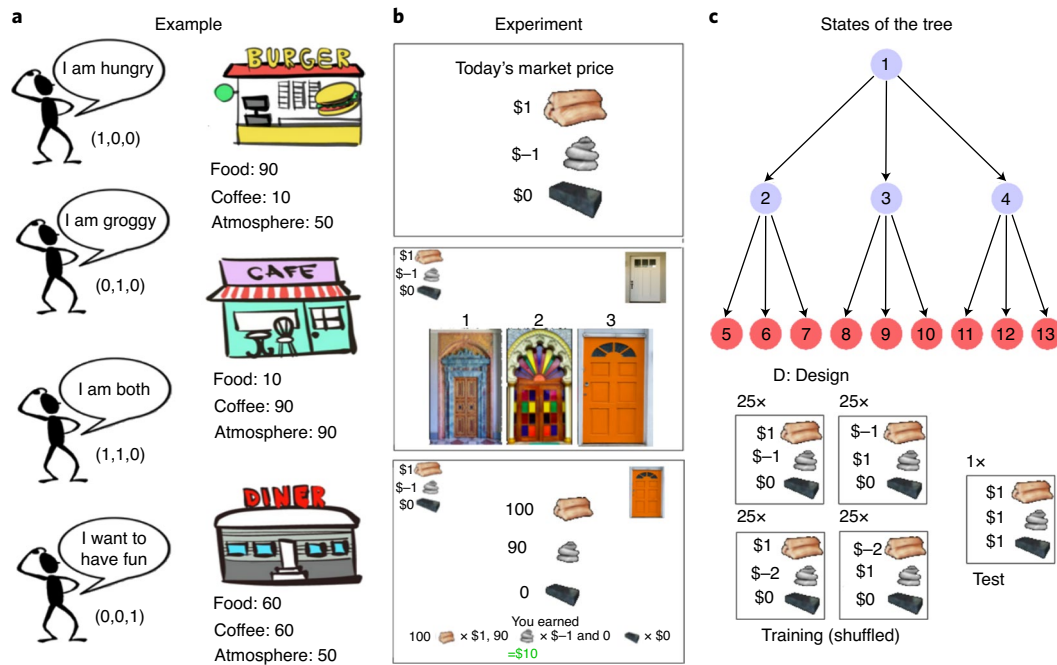 a
Example
I am hungry
(1,0,0)
BURGER
Food: 90
Coffee: 10
Atmosphere: 50
I am groggy
(0,1,0)
CAFE
Food: 10
Coffee: 90
Atmosphere: 90
I am both
(1,1,0)
DINER
I want to
have fun
(0,0,1)
Food: 60
Coffee: 60
Atmosphere: 50
b
Experiment
Today's market price
$1
$–1
$0
$1
$–1
$0
1 2 3
$1
$–1
$0
100
90
0
You earned
100 × $1, 90 × $–1 and 0 × $0
=$10
c
States of the tree
1
2 3 4
5 6 7 8 9 10 11 12 13
D: Design
25× 25×
$1 $–1
$–1 $1
$0 $0
25× 25×
$1 $–2
$–2 $1
$0 $0
Training (shuffled)
1×
$1
$1
$1
Test